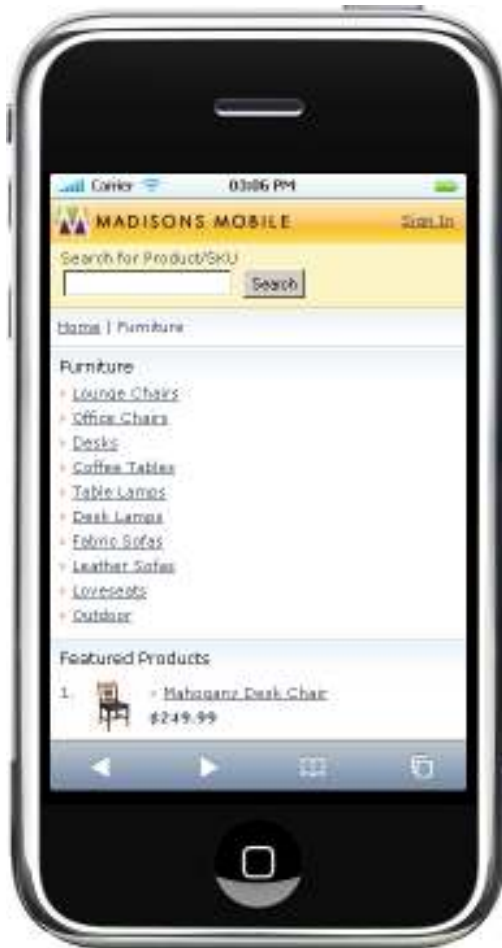 Carrier 03:06 PM
MADISONS MOBILE Sign In
Search for Product/SKU
Search
Home | Furniture
Furniture
Lounge Chairs
Office Chairs
Desks
Coffee Tables
Table Lamps
Desk Lamps
Fabric Sofas
Leather Sofas
Loveseats
Outdoor
Featured Products
1. Mahogany Desk Chair
$249.99